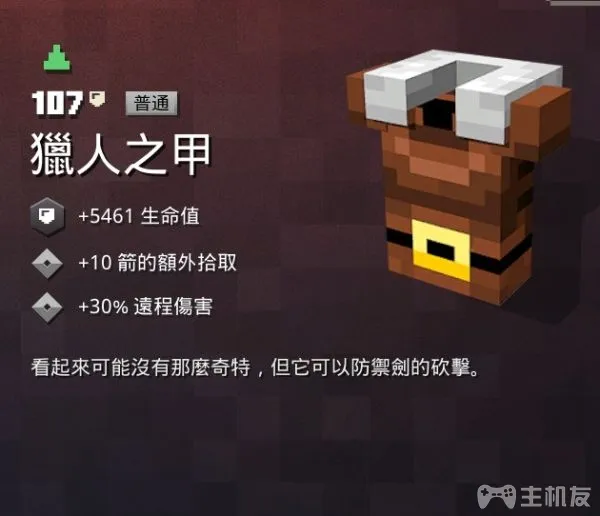 107
普通
獵人之甲
+5461 生命值
+10 箭的額外拾取
+30% 遠程傷害
看起來可能沒有那麼奇特，但它可以防禦劍的砍擊。
主机友